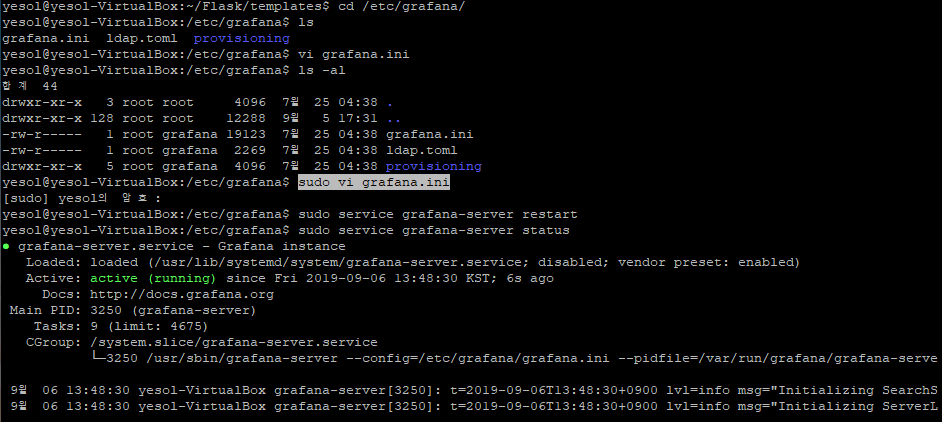 yesol@yesol-VirtualBox:~/Flask/templates$ cd /etc/grafana/
yesol@yesol-VirtualBox:/etc/grafana$ ls
grafana.ini  ldap.toml  provisioning
yesol@yesol-VirtualBox:/etc/grafana$ vi grafana.ini
yesol@yesol-VirtualBox:/etc/grafana$ ls -al
합계 44
drwxr-xr-x   3 root root     4096  7월  25 04:38 .
drwxr-xr-x 128 root root    12288  9월   5 17:31 ..
-rw-r-----   1 root grafana 19123  7월  25 04:38 grafana.ini
-rw-r-----   1 root grafana  2269  7월  25 04:38 ldap.toml
drwxr-xr-x   5 root grafana  4096  7월  25 04:38 provisioning
yesol@yesol-VirtualBox:/etc/grafana$ sudo vi grafana.ini
[sudo] yesol의 암호:
yesol@yesol-VirtualBox:/etc/grafana$ sudo service grafana-server restart
yesol@yesol-VirtualBox:/etc/grafana$ sudo service grafana-server status
● grafana-server.service - Grafana instance
   Loaded: loaded (/usr/lib/systemd/system/grafana-server.service; disabled; vendor preset: enabled)
   Active: active (running) since Fri 2019-09-06 13:48:30 KST; 6s ago
     Docs: http://docs.grafana.org
 Main PID: 3250 (grafana-server)
    Tasks: 9 (limit: 4675)
   CGroup: /system.slice/grafana-server.service
           └─3250 /usr/sbin/grafana-server --config=/etc/grafana/grafana.ini --pidfile=/var/run/grafana/grafana-serve
 9월  06 13:48:30 yesol-VirtualBox grafana-server[3250]: t=2019-09-06T13:48:30+0900 lvl=info msg="Initializing SearchS
 9월  06 13:48:30 yesol-VirtualBox grafana-server[3250]: t=2019-09-06T13:48:30+0900 lvl=info msg="Initializing ServerL